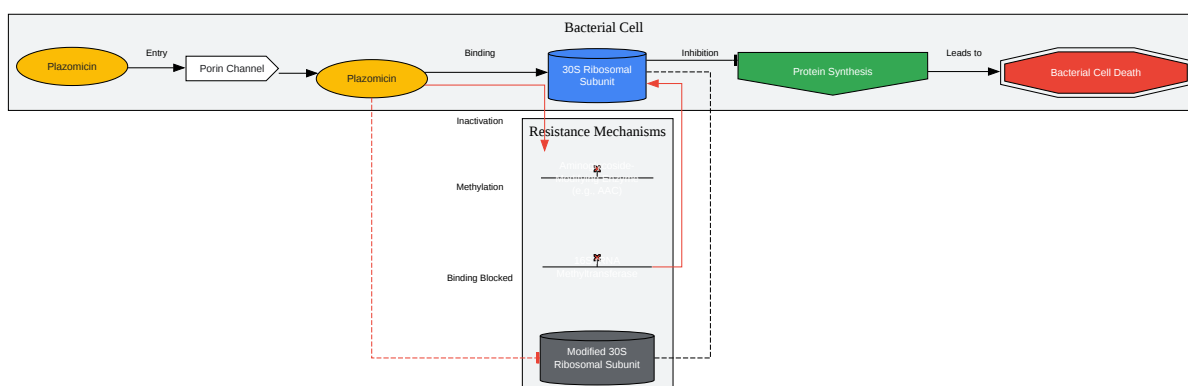 Bacterial Cell
Plazomicin
Entry
Porin Channel
Plazomicin
Binding
30S Ribosomal
Subunit
Inhibition
Protein Synthesis
Leads to
Bacterial Cell Death
Inactivation
Resistance Mechanisms
Methylation
(e.g., AAC)
Binding Blocked
Modified 30S
Ribosomal Subunit